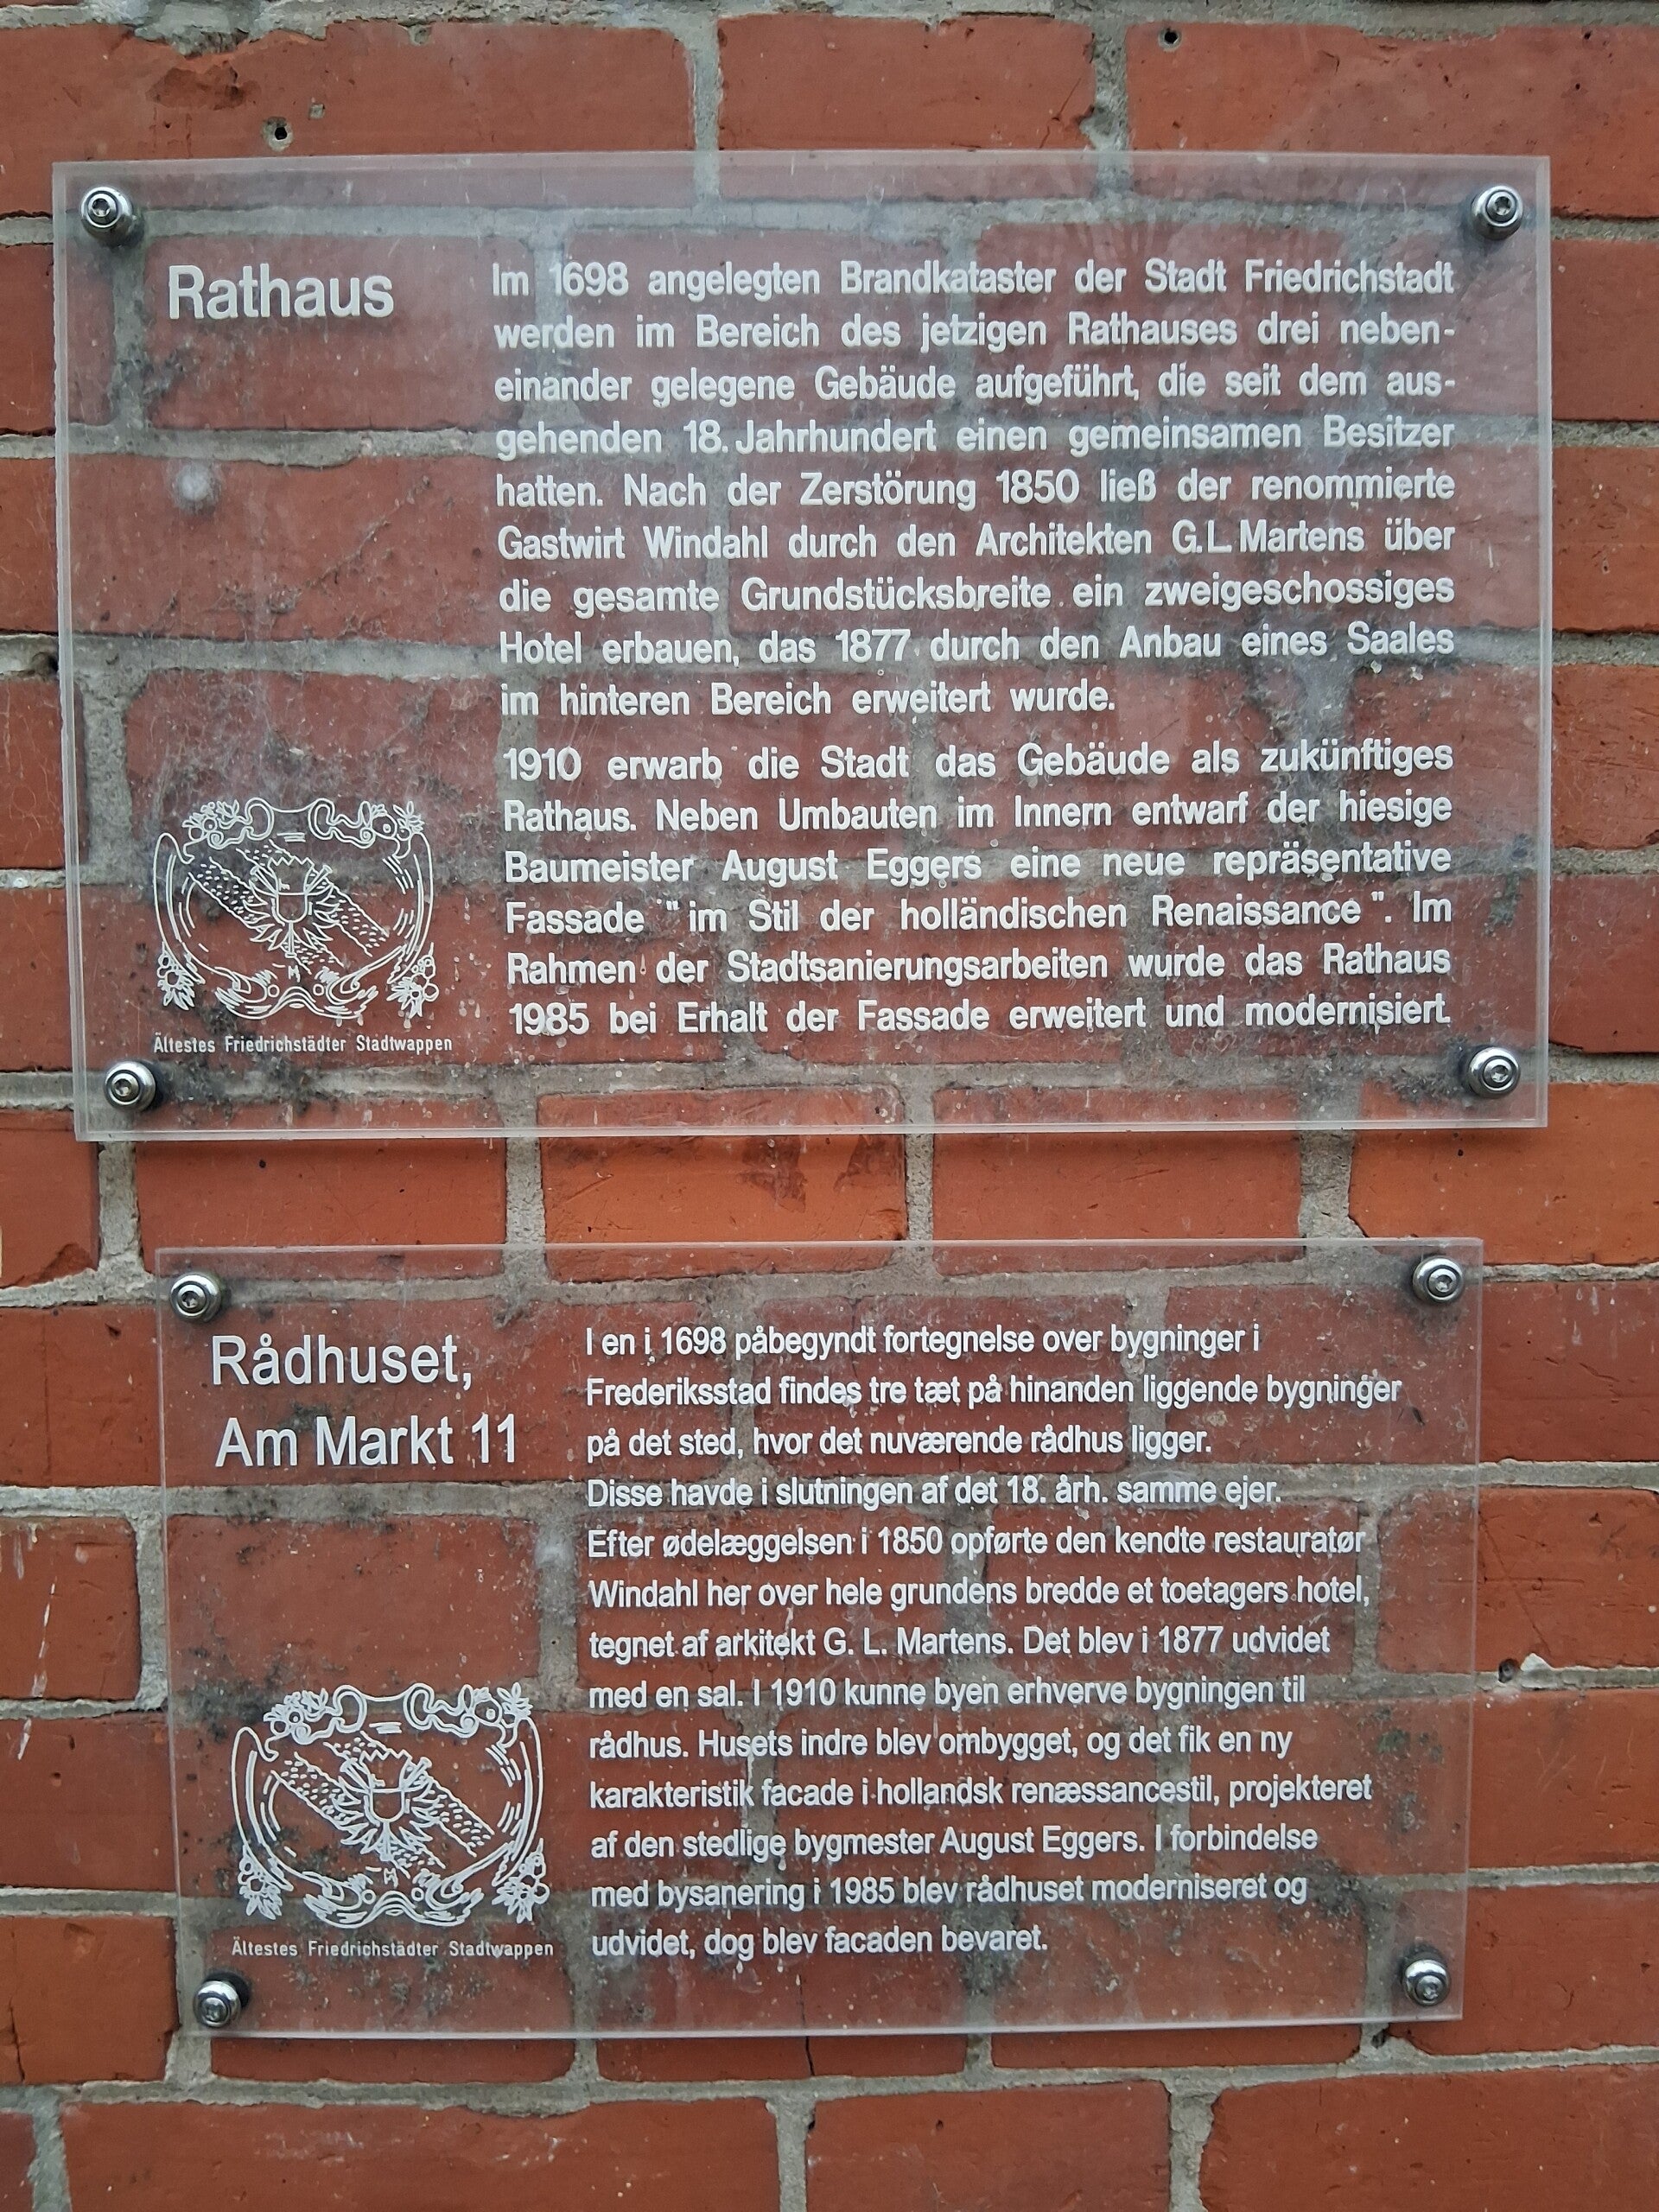 Rathaus
Im 1698 angelegten Brandkataster der Stadt Friedrichstadt
werden im Bereich des jetzigen Rathauses drei neben-
einander gelegene Gebäude aufgeführt, die seit dem aus-
gehenden 18. Jahrhundert einen gemeinsamen Besitzer
hatten. Nach der Zerstörung 1850 ließ der renommierte
Gastwirt Windahl durch den Architekten G.L Martens über
die gesamte Grundstücksbreite ein zweigeschossiges
Hotel erbauen, das 1877 durch den Anbau eines Saales
im hinteren Bereich erweitert wurde.
1910 erwarb die Stadt das Gebäude als zukünftiges
Rathaus. Neben Umbauten im Innern entwarf der hiesige
Baumeister August Eggers eine neue repräsentative
Fassade " im Stil der holländischen Renaissance ". Im
Rahmen der Stadtsanierungsarbeiten wurde das Rathaus
1985 bei Erhalt der Fassade erweitert und modernisiert.
Ältestes Friedrichstädter Stadtwappen
Rådhuset,
Am Markt 11
I en i 1698 påbegyndt fortegnelse over bygninger i
Frederiksstad findes tre tæt på hinanden liggende bygninger
på det sted, hvor det nuværende rådhus ligger.
Disse havde i slutningen af det 18. årh. samme ejer.
Efter ødelæggelsen i 1850 opførte den kendte restauratør
Windahl her over hele grundens bredde et toetagers hotel,
tegnet af arkitekt G. L. Martens. Det blev i 1877 udvidet
med en sal. I 1910 kunne byen erhverve bygningen til
rådhus. Husets indre blev ombygget, og det fik en ny
karakteristik facade i hollandsk renæssancestil, projekteret
af den stedlige bygmester August Eggers. I forbindelse
med bysanering i 1985 blev rådhuset moderniseret og
udvidet, dog blev facaden bevaret.
Ältestes Friedrichstädter Stadtwappen